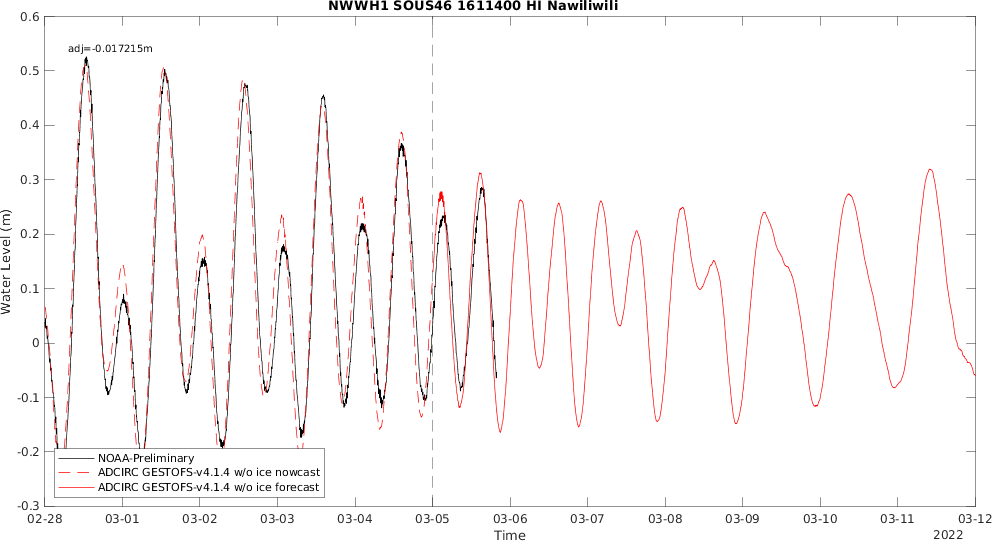 NWWH1 SOUS46 1611400 HI Nawiliwili
adj=-0.017215m
0.6
0.5
0.4
0.3
0.2
0.1
0
-0.1
-0.2
-0.3
Water Level (m)
NOAA-Preliminary
ADCIRC GESTOFS-v4.1.4 w/o ice nowcast
ADCIRC GESTOFS-v4.1.4 w/o ice forecast
02-28 03-01 03-02 03-03 03-04 03-05 03-06 03-07 03-08 03-09 03-10 03-11 03-12
Time
2022